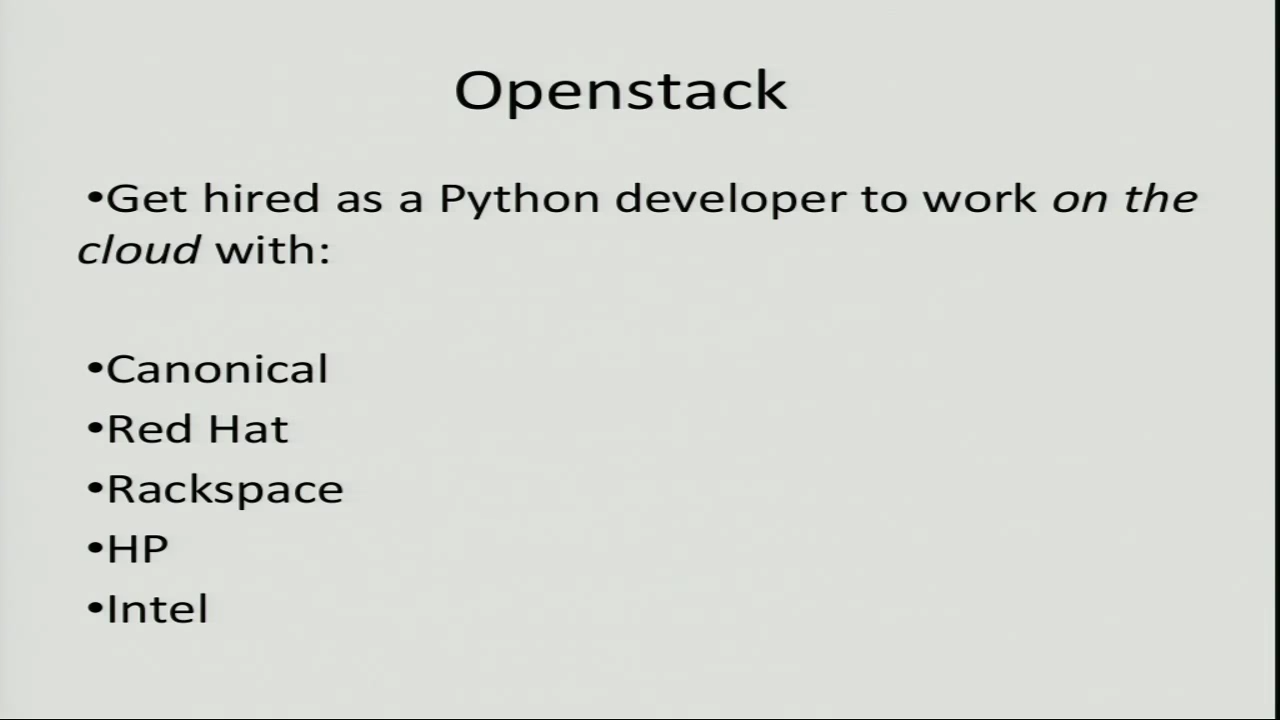 Openstack
•Get hired as a Python developer to work on the
cloud with:
•Canonical
•Red Hat
•Rackspace
•HP
•Intel